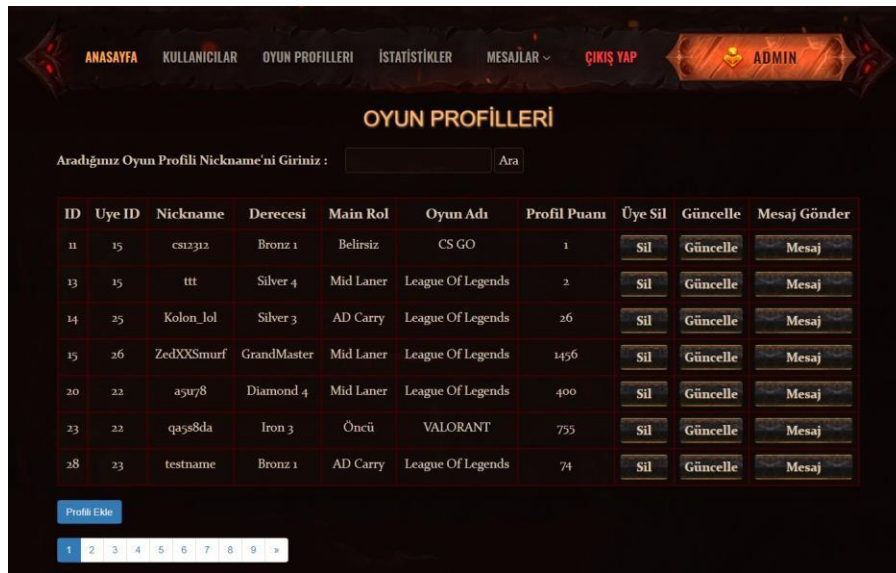 ANASAYFA KULLANICILAR OYUN PROFILLERI İSTATİSTİKLER MESAJLAR ÇIKIŞ YAP ADMIN
OYUN PROFİLLERİ
Aradığınız Oyun Profili Nickname'ni Giriniz : Ara
ID Uye ID Nickname Derecesi Main Rol Oyun Adı Profil Puanı Üye Sil Güncelle Mesaj Gönder
11 15 cs12312 Bronz 1 Belirsiz CS GO 1 Sil Güncelle Mesaj
13 15 ttt Silver 4 Mid Laner League Of Legends 2 Sil Güncelle Mesaj
14 25 Kolon_lol Silver 3 AD Carry League Of Legends 26 Sil Güncelle Mesaj
15 26 ZedXXSmurf GrandMaster Mid Laner League Of Legends 1456 Sil Güncelle Mesaj
20 22 a5u78 Diamond 4 Mid Laner League Of Legends 400 Sil Güncelle Mesaj
23 22 qa5s8da Iron 3 Öncü VALORANT 755 Sil Güncelle Mesaj
28 23 testname Bronz 1 AD Carry League Of Legends 74 Sil Güncelle Mesaj
Profili Ekle
1 2 3 4 5 6 7 8 9 »